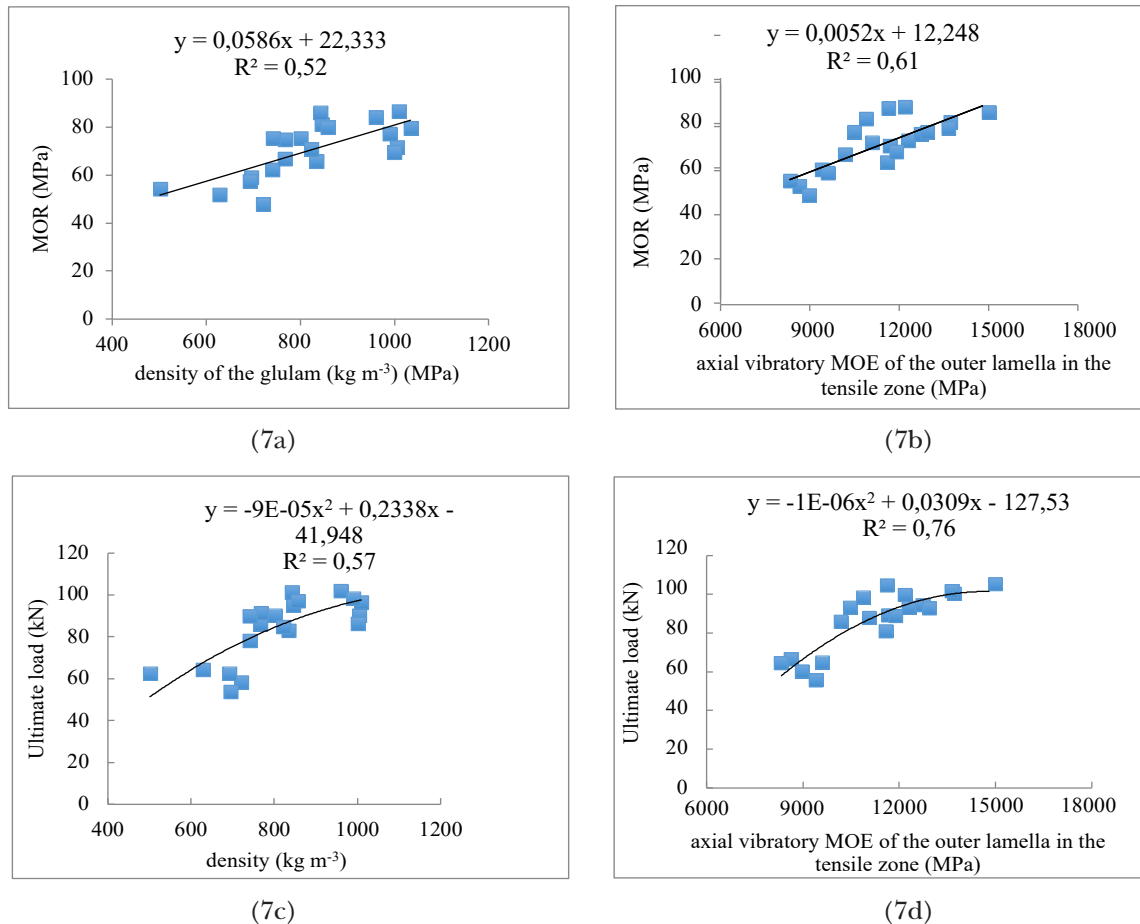 y = 0,0586x + 22,333
R² = 0,52
100
80
60
40
20
0
MOR (MPa)
400
600
800
1000
1200
density of the glulam (kg m⁻³) (MPa)
(7a)
y = 0,0052x + 12,248
R² = 0,61
100
80
60
40
20
0
MOR (MPa)
6000
9000
12000
15000
18000
axial vibratory MOE of the outer lamella in the
tensile zone (MPa)
(7b)
y = -9E-05x² + 0,2338x -
41,948
R² = 0,57
120
100
80
60
40
20
0
Ultimate load (kN)
400
600
800
1000
1200
density (kg m⁻³)
(7c)
y = -1E-06x² + 0,0309x - 127,53
R² = 0,76
120
100
80
60
40
20
0
Ultimate load (kN)
6000
9000
12000
15000
18000
axial vibratory MOE of the outer lamella in the
tensile zone (MPa)
(7d)